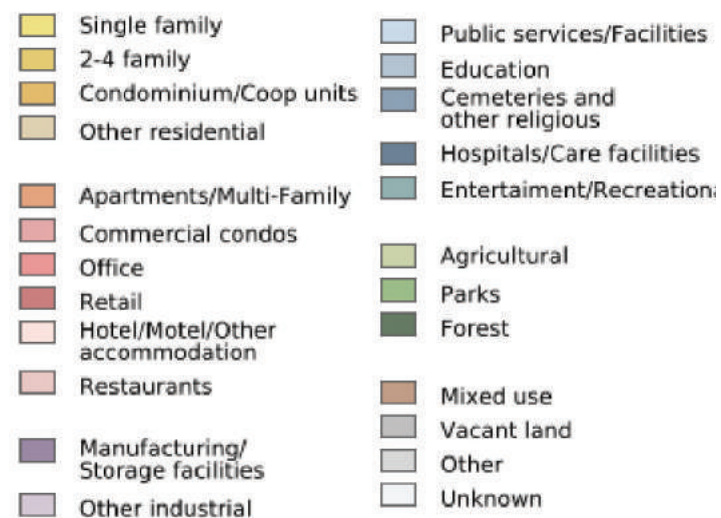 Single family
2-4 family
Condominium/Coop units
Other residential
Apartments/Multi-Family
Commercial condos
Office
Retail
Hotel/Motel/Other
accommodation
Restaurants
Manufacturing/
Storage facilities
Other industrial
Public services/Facilities
Education
Cemeteries and
other religious
Hospitals/Care facilities
Entertaiment/Recreationa
Agricultural
Parks
Forest
Mixed use
Vacant land
Other
Unknown